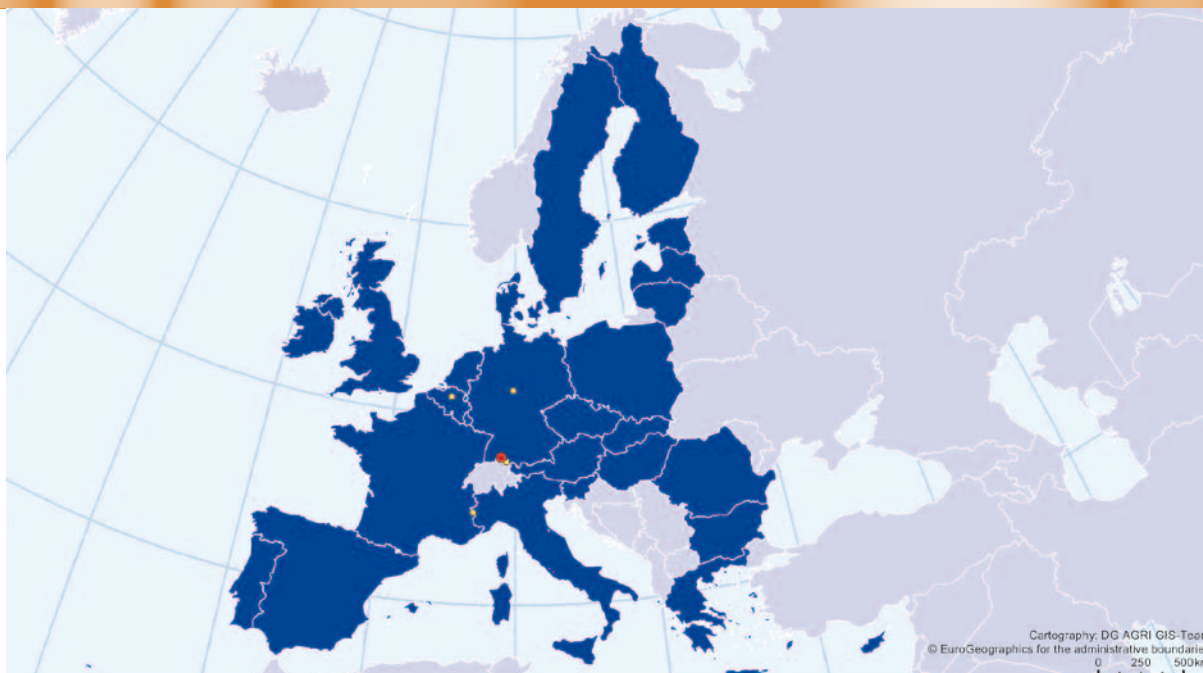 Cartography: DG AGRI GIS-Tea
© EuroGeographics for the administrative boundarie
0 250 500k